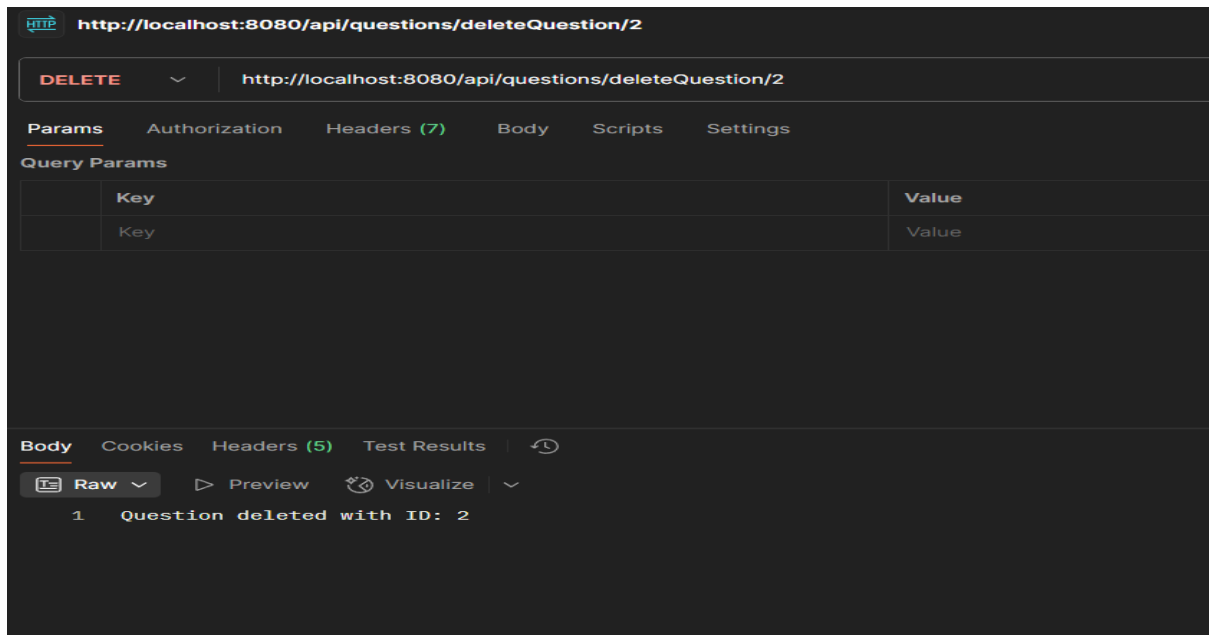 HTTP http://localhost:8080/api/questions/deleteQuestion/2
DELETE http://localhost:8080/api/questions/deleteQuestion/2
Params Authorization Headers (7) Body Scripts Settings
Query Params
Key Value
Key Value
Body Cookies Headers (5) Test Results
Raw Preview Visualize
1 Question deleted with ID: 2